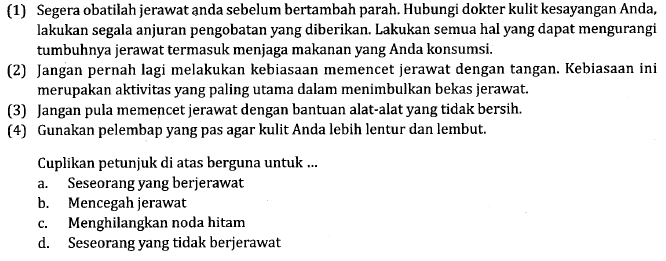 (1) Segera obatilah jerawat anda sebelum bertambah parah. Hubungi dokter kulit kesayangan Anda,
lakukan segala anjuran pengobatan yang diberikan. Lakukan semua hal yang dapat mengurangi
tumbuhnya jerawat termasuk menjaga makanan yang Anda konsumsi.
(2) Jangan pernah lagi melakukan kebiasaan memencet jerawat dengan tangan. Kebiasaan ini
merupakan aktivitas yang paling utama dalam menimbulkan bekas jerawat.
(3) Jangan pula memencet jerawat dengan bantuan alat-alat yang tidak bersih.
(4) Gunakan pelembap yang pas agar kulit Anda lebih lentur dan lembut.
Cuplikan petunjuk di atas berguna untuk ...
a. Seseorang yang berjerawat
b. Mencegah jerawat
c. Menghilangkan noda hitam
d. Seseorang yang tidak berjerawat